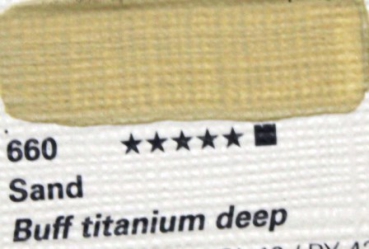 660 ★★★★★ ■
Sand
Buff titanium deep